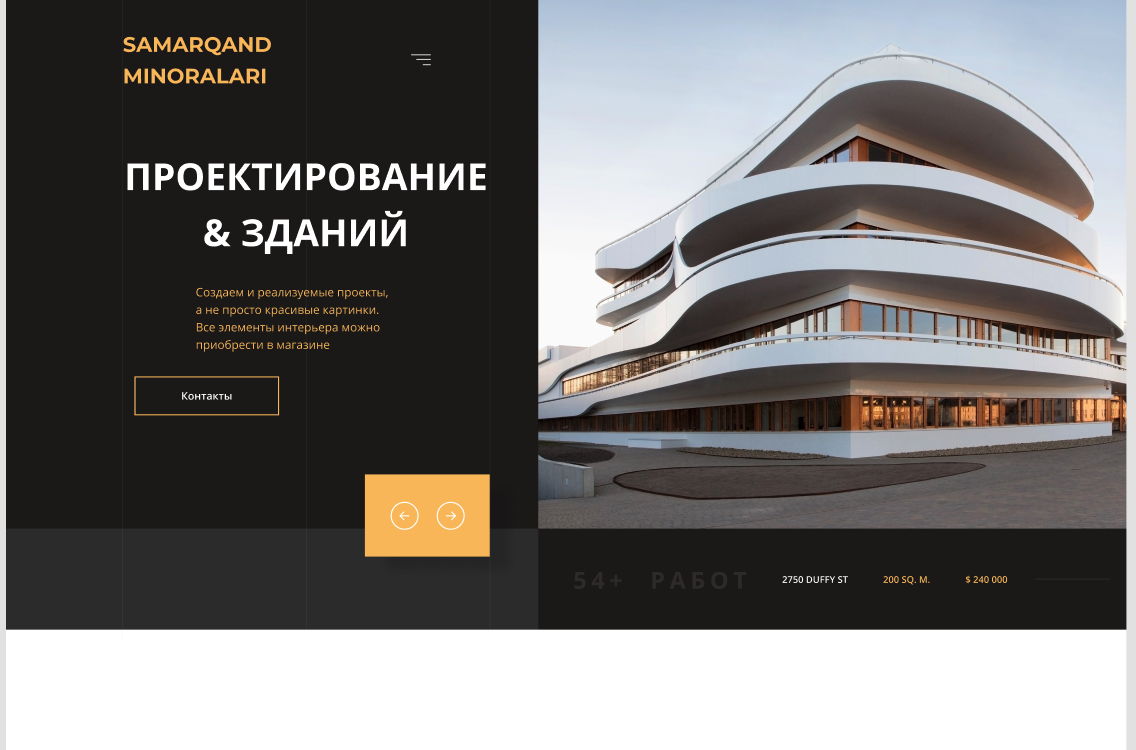 SAMARQAND
MINORALARI
ПРОЕКТИРОВАНИЕ
& ЗДАНИЙ
Создаем и реализуемые проекты,
а не просто красивые картинки.
Все элементы интерьера можно
приобрести в магазине
Контакты
54+ РАБОТ
2750 DUFFY ST
200 SQ. M.
$ 240 000